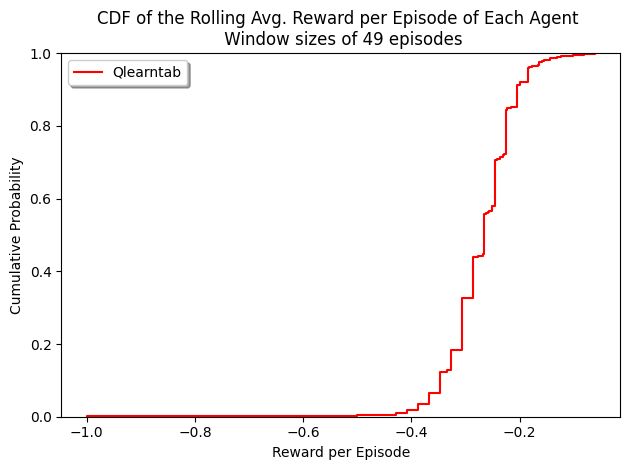 CDF of the Rolling Avg. Reward per Episode of Each Agent
Window sizes of 49 episodes
Qlearntab
1.0
0.8
0.6
0.4
0.2
0.0
Cumulative Probability
−1.0 −0.8 −0.6 −0.4 −0.2
Reward per Episode